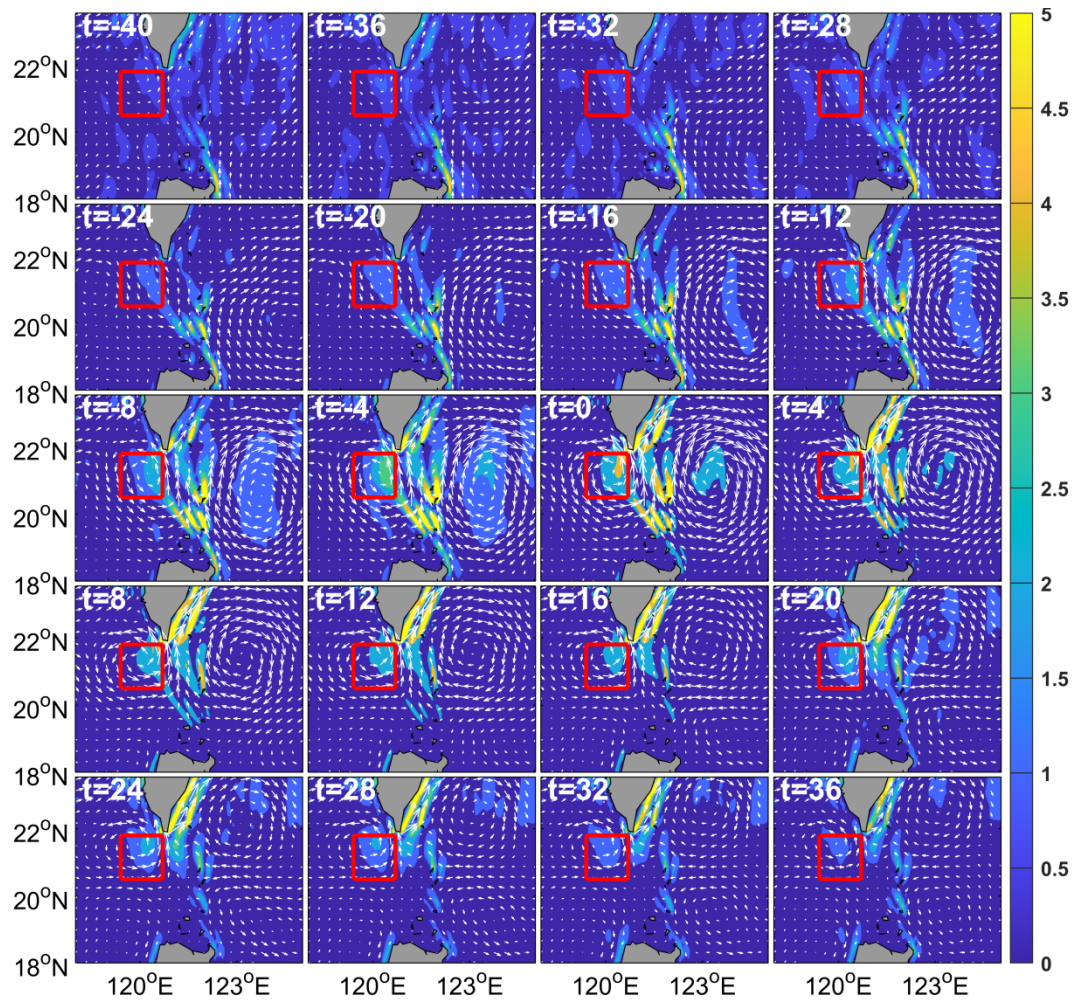 t=-40 t=-36 t=-32 t=-28
22°N
20°N
18°N
t=-24 t=-20 t=-16 t=-12
22°N
20°N
18°N
t=-8 t=-4 t=0 t=4
22°N
20°N
18°N
t=8 t=12 t=16 t=20
22°N
20°N
18°N
t=24 t=28 t=32 t=36
22°N
20°N
18°N
120°E 123°E 120°E 123°E 120°E 123°E 120°E 123°E
5
4.5
4
3.5
3
2.5
2
1.5
1
0.5
0